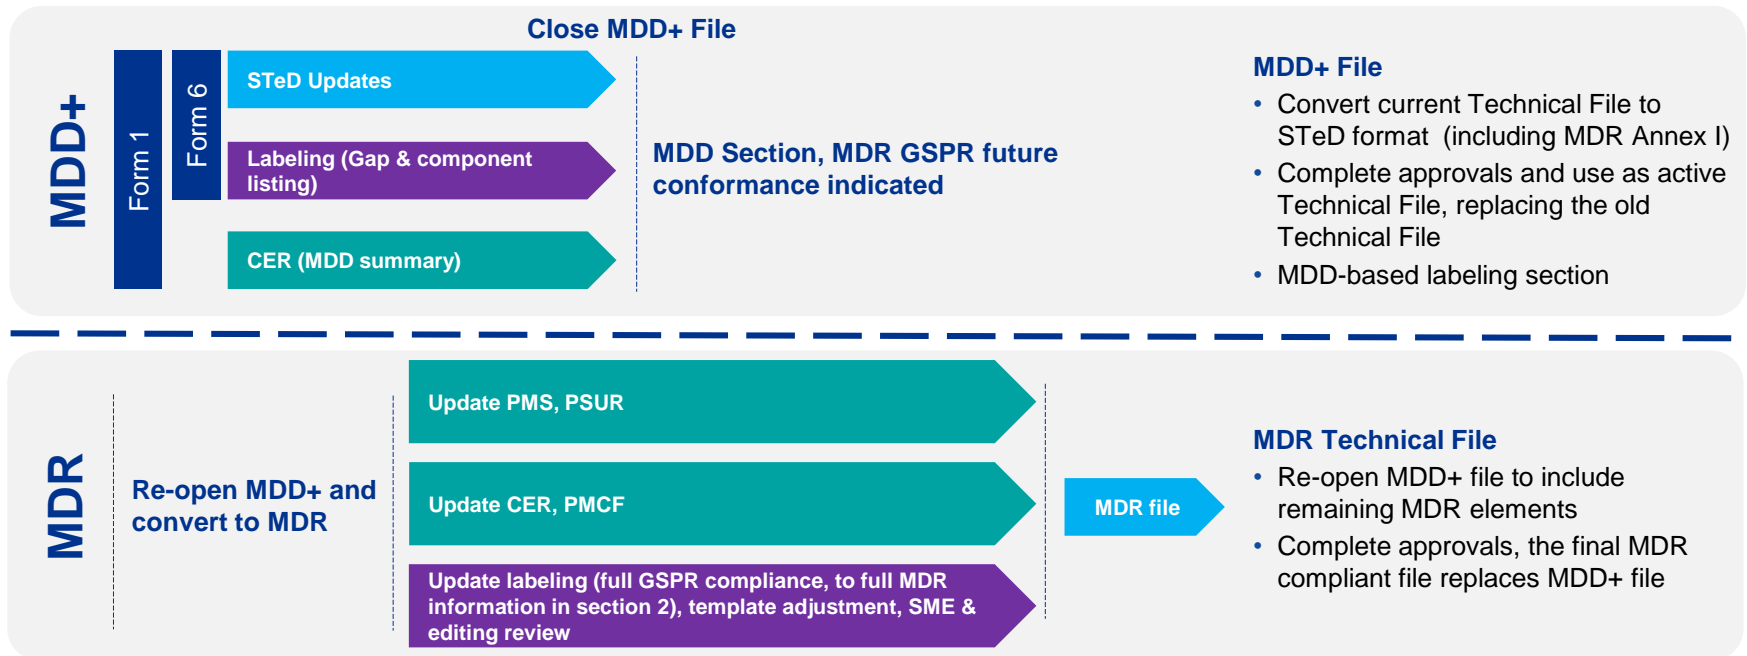 Close MDD+ File
MDD+
Form 1
Form 6
STeD Updates
Labeling (Gap & component
listing)
CER (MDD summary)
MDD Section, MDR GSPR future
conformance indicated
MDD+ File
• Convert current Technical File to
STeD format (including MDR Annex I)
• Complete approvals and use as active
Technical File, replacing the old
Technical File
• MDD-based labeling section
MDR
Re-open MDD+ and
convert to MDR
Update PMS, PSUR
Update CER, PMCF
Update labeling (full GSPR compliance, to full MDR
information in section 2), template adjustment, SME &
editing review
MDR file
MDR Technical File
• Re-open MDD+ file to include
remaining MDR elements
• Complete approvals, the final MDR
compliant file replaces MDD+ file